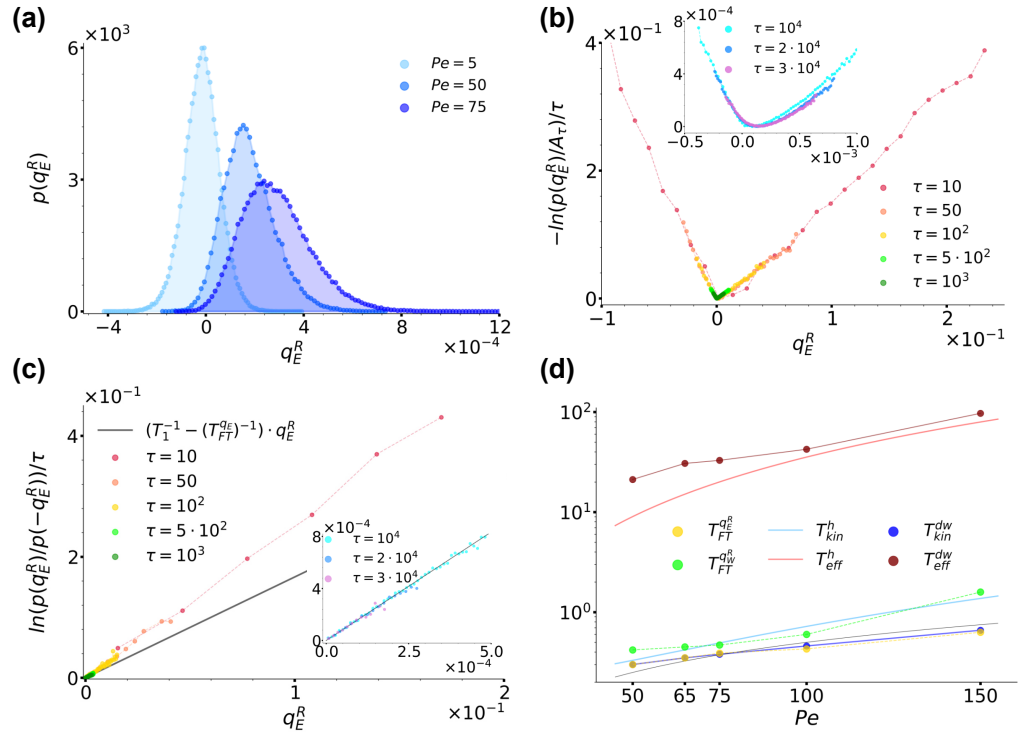 (a)
×10³
6
3
0
p(q_E^R)
Pe = 5
Pe = 50
Pe = 75
−4 0 4 8 12
×10⁻⁴
q_E^R
(b)
×10⁻¹
4
2
0
−ln(p(q_E^R)/A_τ)/τ
×10⁻⁴
8
4
0
τ = 10⁴
τ = 2 · 10⁴
τ = 3 · 10⁴
−0.5 0.0 0.5 1.0
×10⁻³
τ = 10
τ = 50
τ = 10²
τ = 5 · 10²
τ = 10³
−1 0 1 2
×10⁻¹
q_E^R
(c)
×10⁻¹
4
2
0
ln(p(q_E^R)/p(−q_E^R))/τ
(T₁⁻¹ − (T_FT^{q_E})⁻¹) · q_E^R
τ = 10
τ = 50
τ = 10²
τ = 5 · 10²
τ = 10³
×10⁻⁴
8
4
0
τ = 10⁴
τ = 2 · 10⁴
τ = 3 · 10⁴
0.0 2.5 5.0
×10⁻⁴
0 1 2
×10⁻¹
q_E^R
(d)
10²
10¹
10⁰
T_FT^{q_E^R} T_kin^h T_kin^dw
T_FT^{q_w^R} T_eff^h T_eff^dw
50 65 75 100 150
Pe